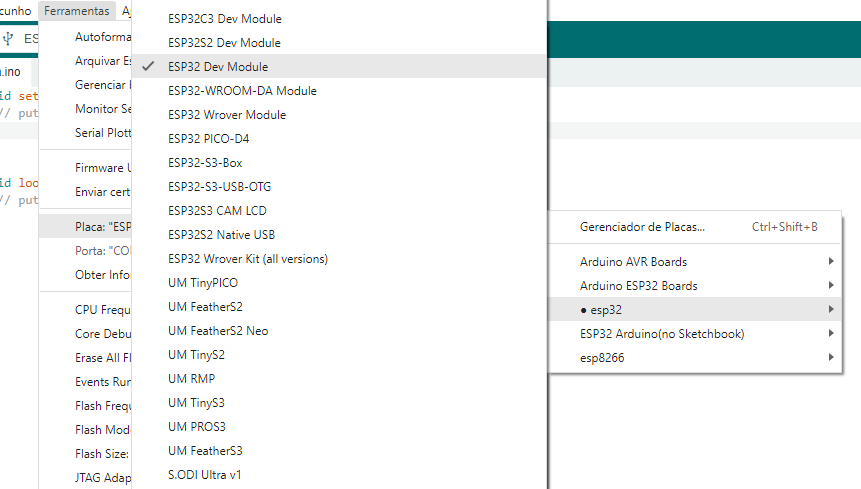 cunho
Ferramentas
ES
.ino
id set
// put
id loo
// put
Autoforma
Arquivar Es
Gerenciar
Monitor Se
Serial Plott
Firmware U
Enviar cert
Placa: "ESP
Porta: "CO
Obter Info
CPU Frequ
Core Debu
Erase All Fl
Events Run
Flash Frequ
Flash Mod
Flash Size:
JTAG Adap
ESP32C3 Dev Module
ESP32S2 Dev Module
ESP32 Dev Module
ESP32-WROOM-DA Module
ESP32 Wrover Module
ESP32 PICO-D4
ESP32-S3-Box
ESP32-S3-USB-OTG
ESP32S3 CAM LCD
ESP32S2 Native USB
ESP32 Wrover Kit (all versions)
UM TinyPICO
UM FeatherS2
UM FeatherS2 Neo
UM TinyS2
UM RMP
UM TinyS3
UM PROS3
UM FeatherS3
S.ODI Ultra v1
Gerenciador de Placas... Ctrl+Shift+B
Arduino AVR Boards
Arduino ESP32 Boards
● esp32
ESP32 Arduino(no Sketchbook)
esp8266